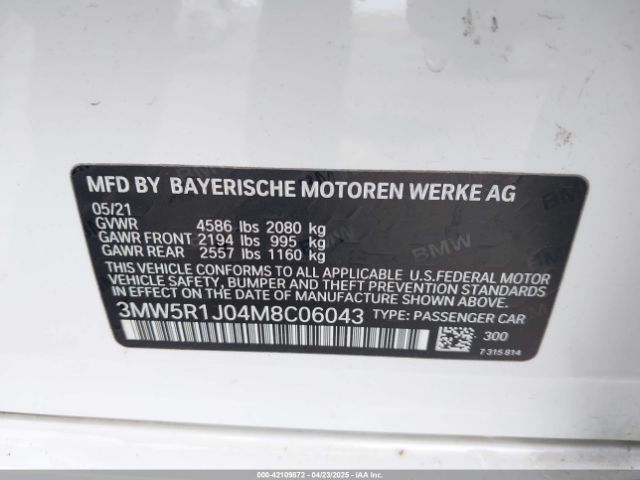 MFD BY BAYERISCHE MOTOREN WERKE AG
05/21
GVWR 4586 lbs 2080 kg
GAWR FRONT 2194 lbs 995 kg
GAWR REAR 2557 lbs 1160 kg
THIS VEHICLE CONFORMS TO ALL APPLICABLE U.S.FEDERAL MOTOR
VEHICLE SAFETY, BUMPER AND THEFT PREVENTION STANDARDS
IN EFFECT ON THE DATE OF MANUFACTURE SHOWN ABOVE.
3MW5R1J04M8C06043 TYPE: PASSENGER CAR
300
7 315 814
BMW
000-42109872 - 04/23/2025 - IAAI.COM